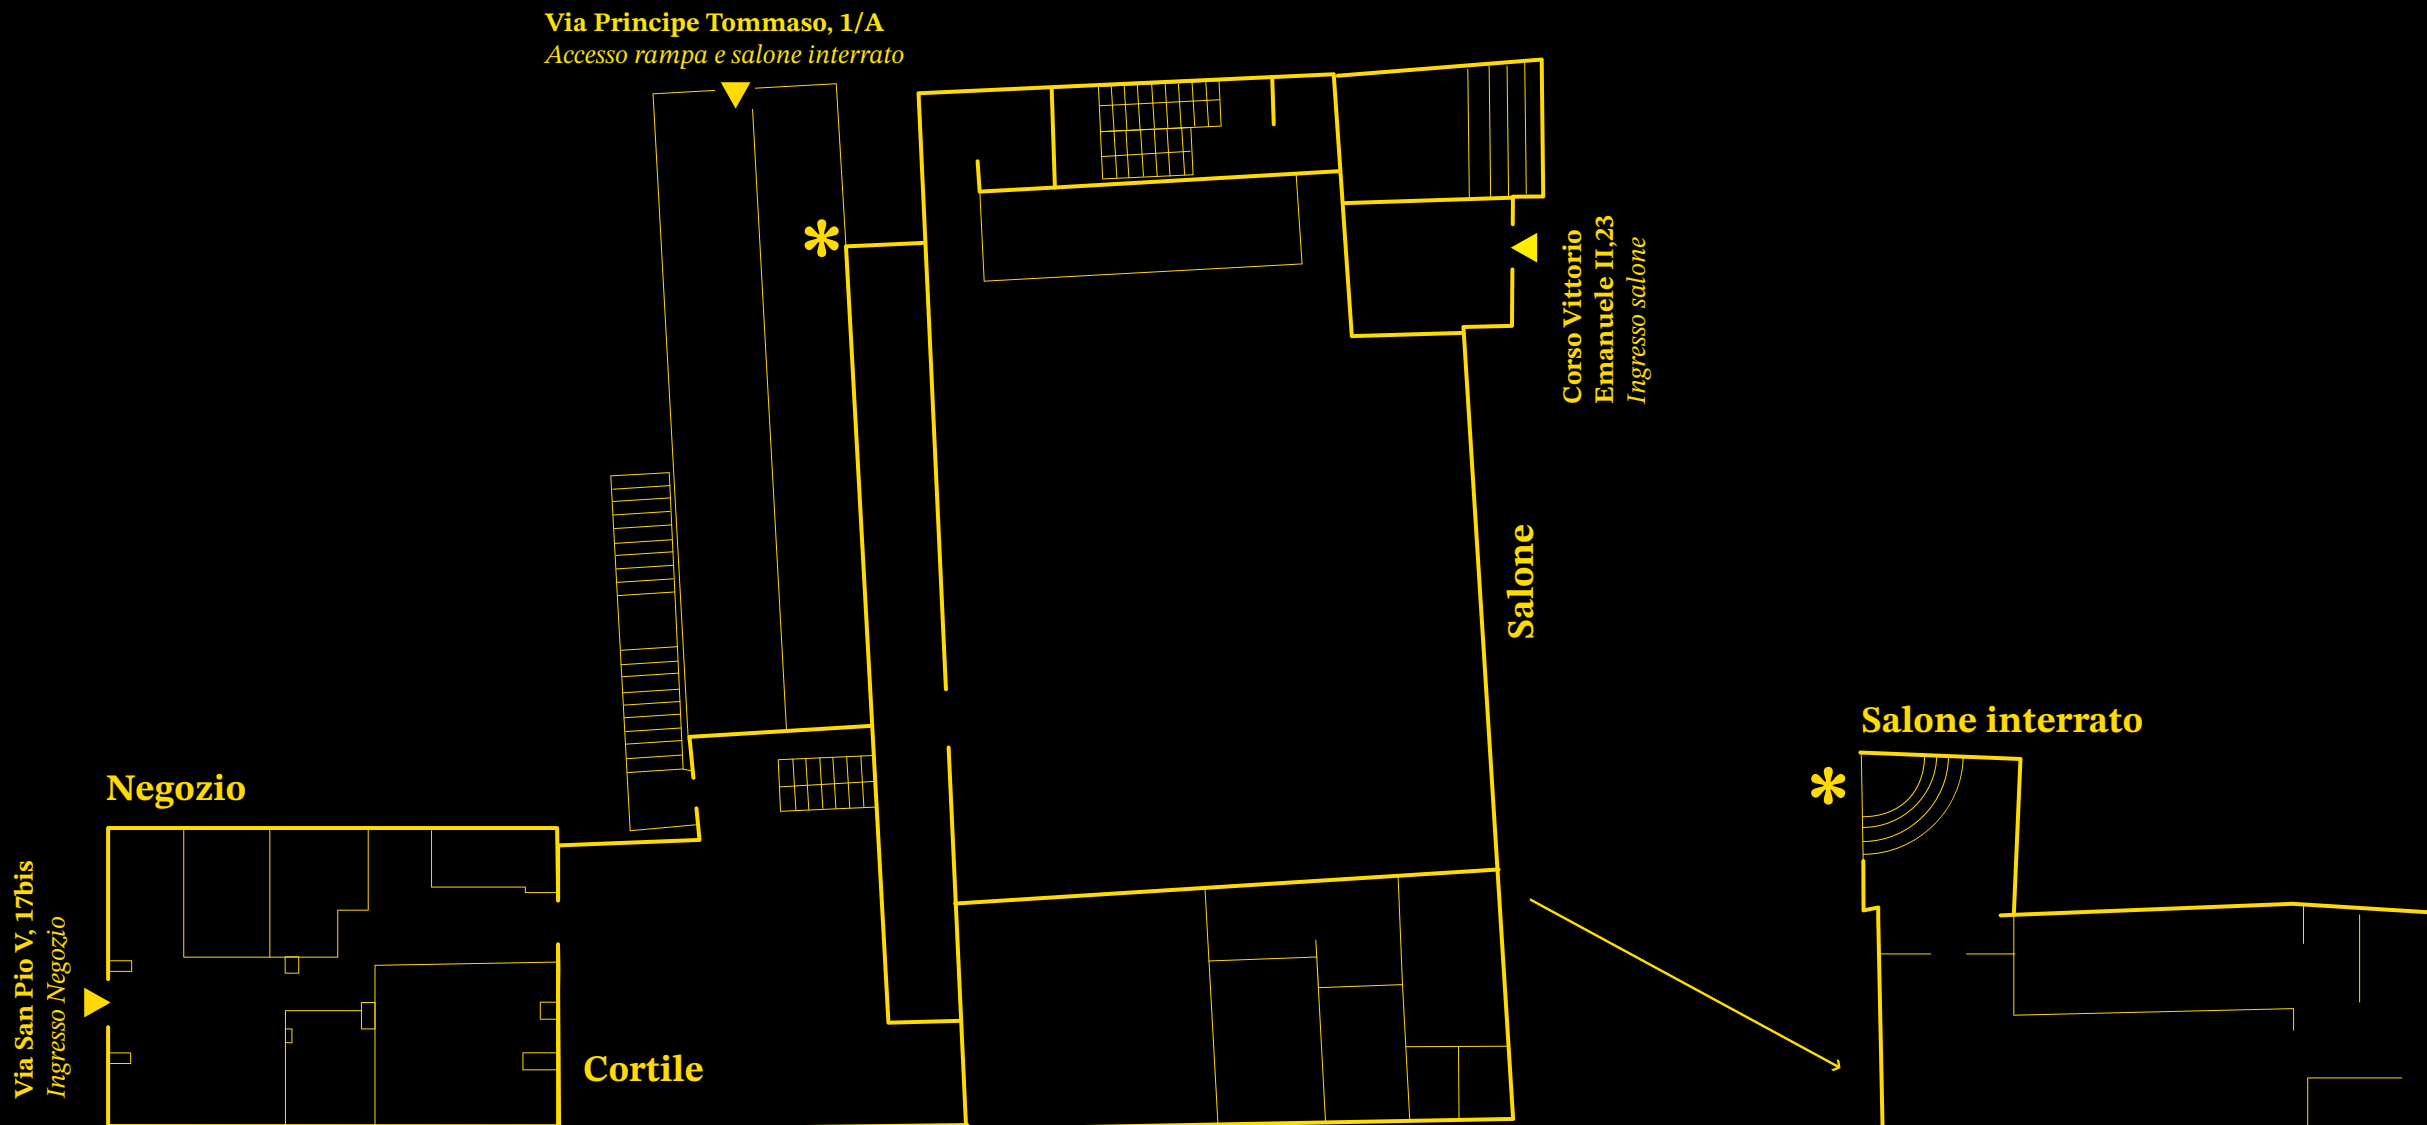 Via Principe Tommaso, 1/A
Accesso rampa e salone interrato
Corso Vittorio
Emanuele II,23
Ingresso salone
Salone
Salone interrato
*
*
Negozio
Via San Pio V, 17bis
Ingresso Negozio
Cortile